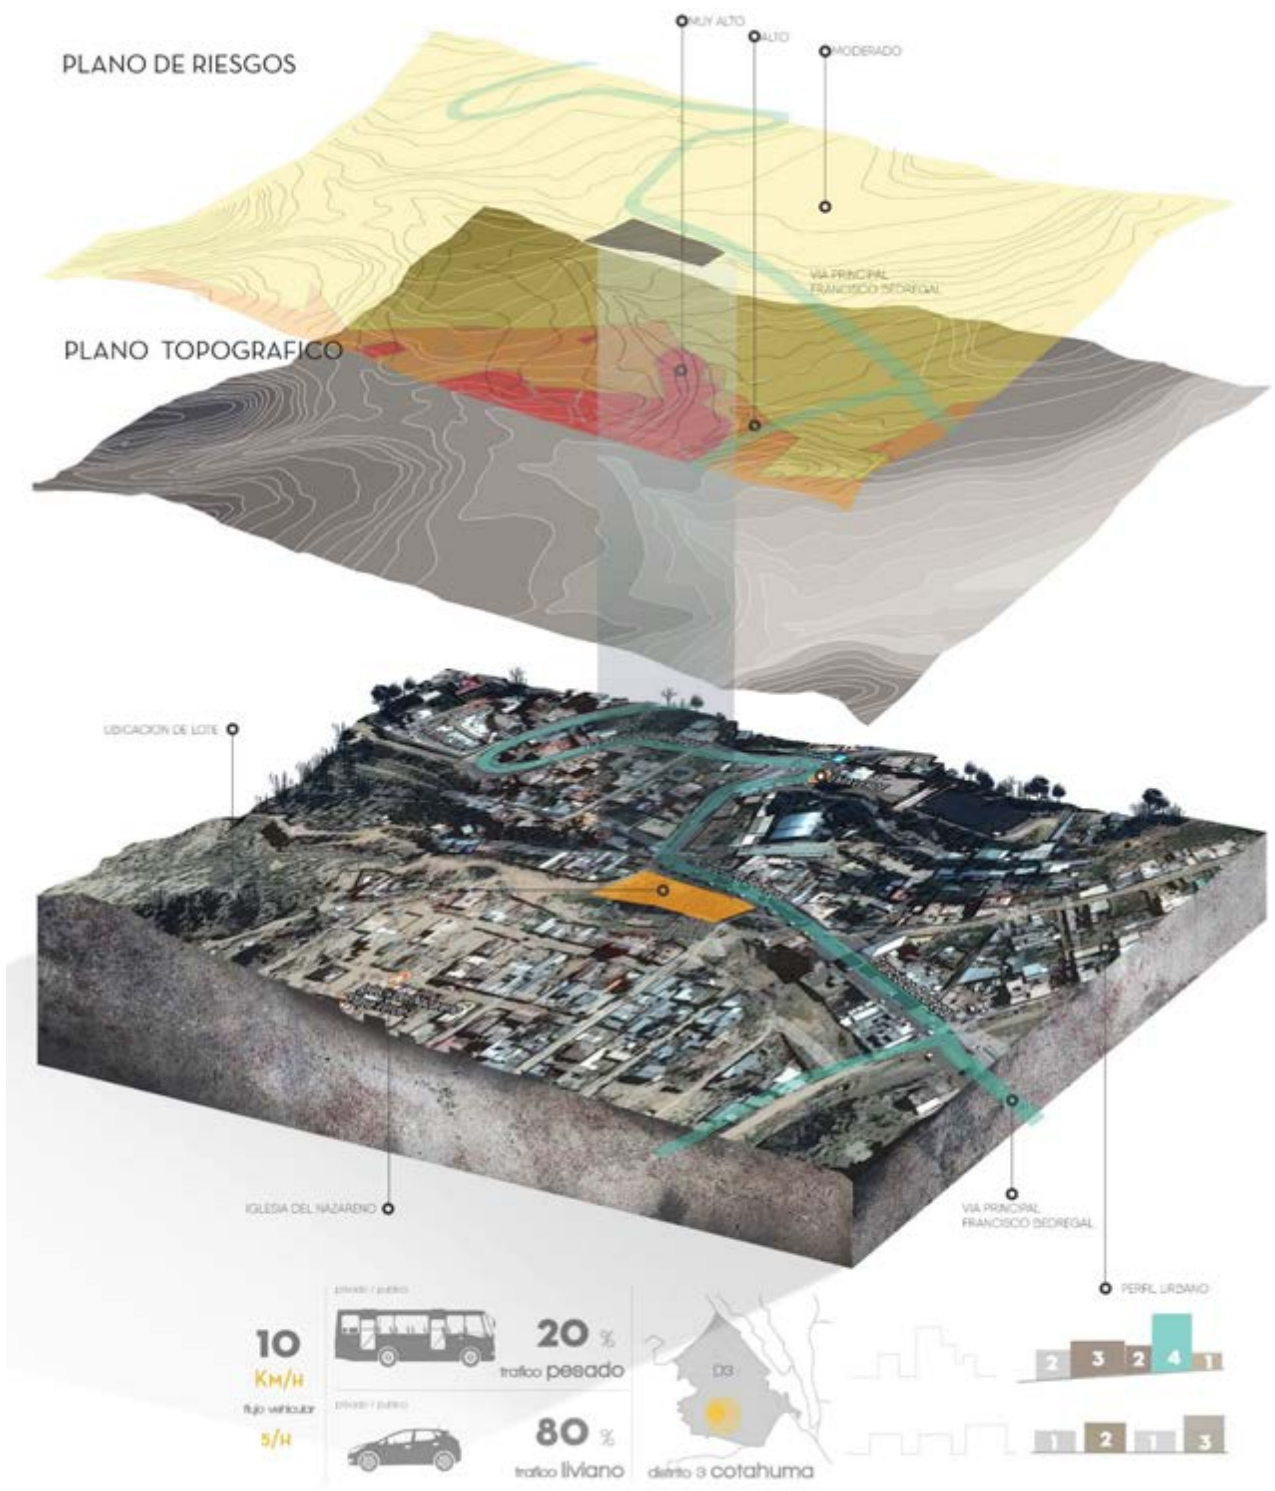 MUY ALTO
ALTO
MODERADO
PLANO DE RIESGOS
VIA PRINCIPAL
FRANCISCO BEDREGAL
PLANO TOPOGRAFICO
UBICACION DE LOTE
IGLESIA DEL NAZARENO
VIA PRINCIPAL
FRANCISCO BEDREGAL
PERFIL URBANO
10
KM/H
flujo vehicular
5/H
privado / publico
20 %
trafico pesado
privado / publico
80 %
trafico liviano
D3
distrito 3 cotahuma
2 3 2 4 1
1 2 1 3